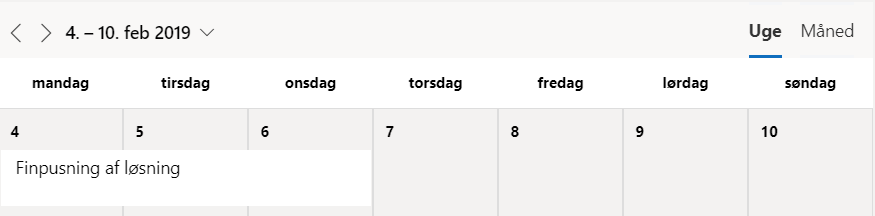 4. – 10. feb 2019 Uge Måned
mandag tirsdag onsdag torsdag fredag lørdag søndag
4 5 6 7 8 9 10
Finpusning af løsning